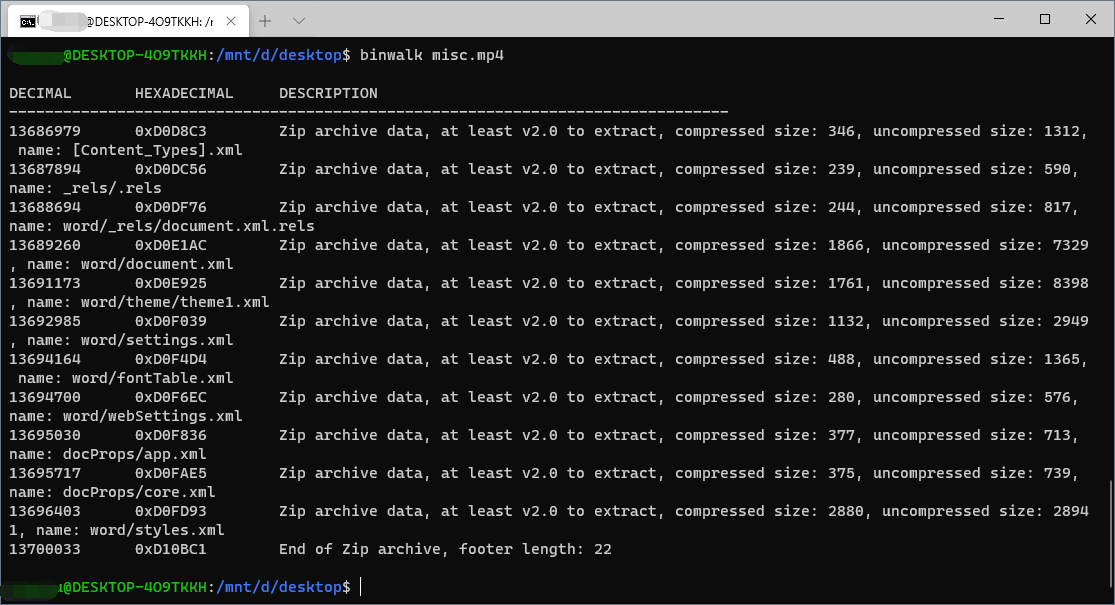 @DESKTOP-4O9TKKH: /r
@DESKTOP-4O9TKKH:/mnt/d/desktop$ binwalk misc.mp4
DECIMAL HEXADECIMAL DESCRIPTION
--------------------------------------------------------------------------------
13686979 0xD0D8C3 Zip archive data, at least v2.0 to extract, compressed size: 346, uncompressed size: 1312,
name: [Content_Types].xml
13687894 0xD0DC56 Zip archive data, at least v2.0 to extract, compressed size: 239, uncompressed size: 590,
name: _rels/.rels
13688694 0xD0DF76 Zip archive data, at least v2.0 to extract, compressed size: 244, uncompressed size: 817,
name: word/_rels/document.xml.rels
13689260 0xD0E1AC Zip archive data, at least v2.0 to extract, compressed size: 1866, uncompressed size: 7329
, name: word/document.xml
13691173 0xD0E925 Zip archive data, at least v2.0 to extract, compressed size: 1761, uncompressed size: 8398
, name: word/theme/theme1.xml
13692985 0xD0F039 Zip archive data, at least v2.0 to extract, compressed size: 1132, uncompressed size: 2949
, name: word/settings.xml
13694164 0xD0F4D4 Zip archive data, at least v2.0 to extract, compressed size: 488, uncompressed size: 1365,
name: word/fontTable.xml
13694700 0xD0F6EC Zip archive data, at least v2.0 to extract, compressed size: 280, uncompressed size: 576,
name: word/webSettings.xml
13695030 0xD0F836 Zip archive data, at least v2.0 to extract, compressed size: 377, uncompressed size: 713,
name: docProps/app.xml
13695717 0xD0FAE5 Zip archive data, at least v2.0 to extract, compressed size: 375, uncompressed size: 739,
name: docProps/core.xml
13696403 0xD0FD93 Zip archive data, at least v2.0 to extract, compressed size: 2880, uncompressed size: 2894
1, name: word/styles.xml
13700033 0xD10BC1 End of Zip archive, footer length: 22
@DESKTOP-4O9TKKH:/mnt/d/desktop$